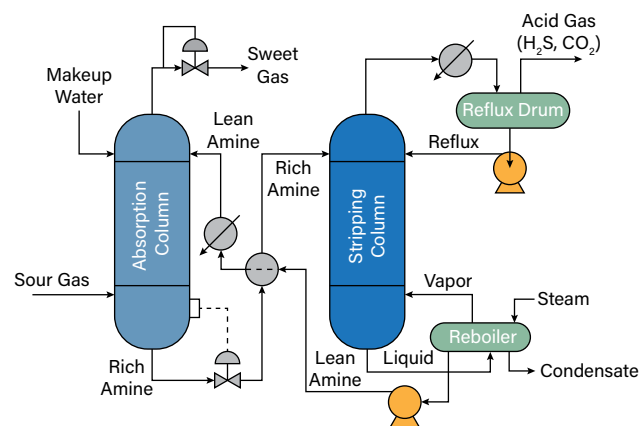 Acid Gas
(H₂S, CO₂)
Sweet
Gas
Makeup
Water
Reflux Drum
Lean
Amine
Reflux
Rich
Amine
Absorption
Column
Stripping
Column
Sour Gas
Vapor
Steam
Reboiler
Rich
Amine
Lean
Amine
Liquid
Condensate